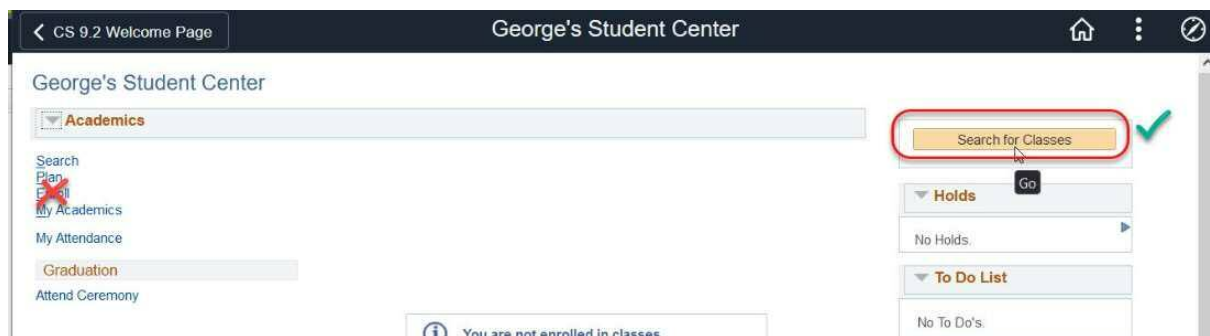 CS 9.2 Welcome Page
George's Student Center
George's Student Center
Academics
Search
Plan
My Academics
My Attendance
Graduation
Attend Ceremony
You are not enrolled in classes.
Search for Classes
Go
Holds
No Holds.
To Do List
No To Do's.